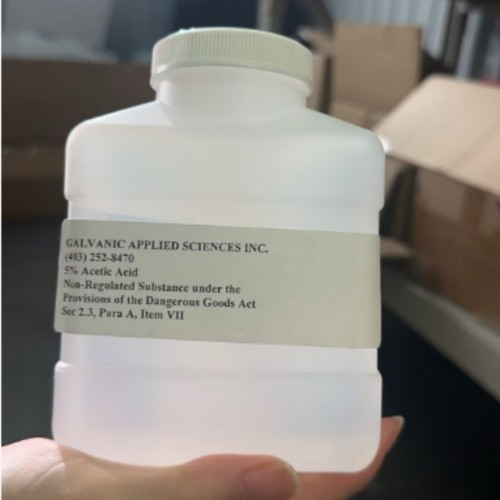 GALVANIC APPLIED SCIENCES INC.
(403) 252-8470
5% Acetic Acid
Non-Regulated Substance under the
Provisions of the Dangerous Goods Act
Sec 2.3, Para A, Item VII